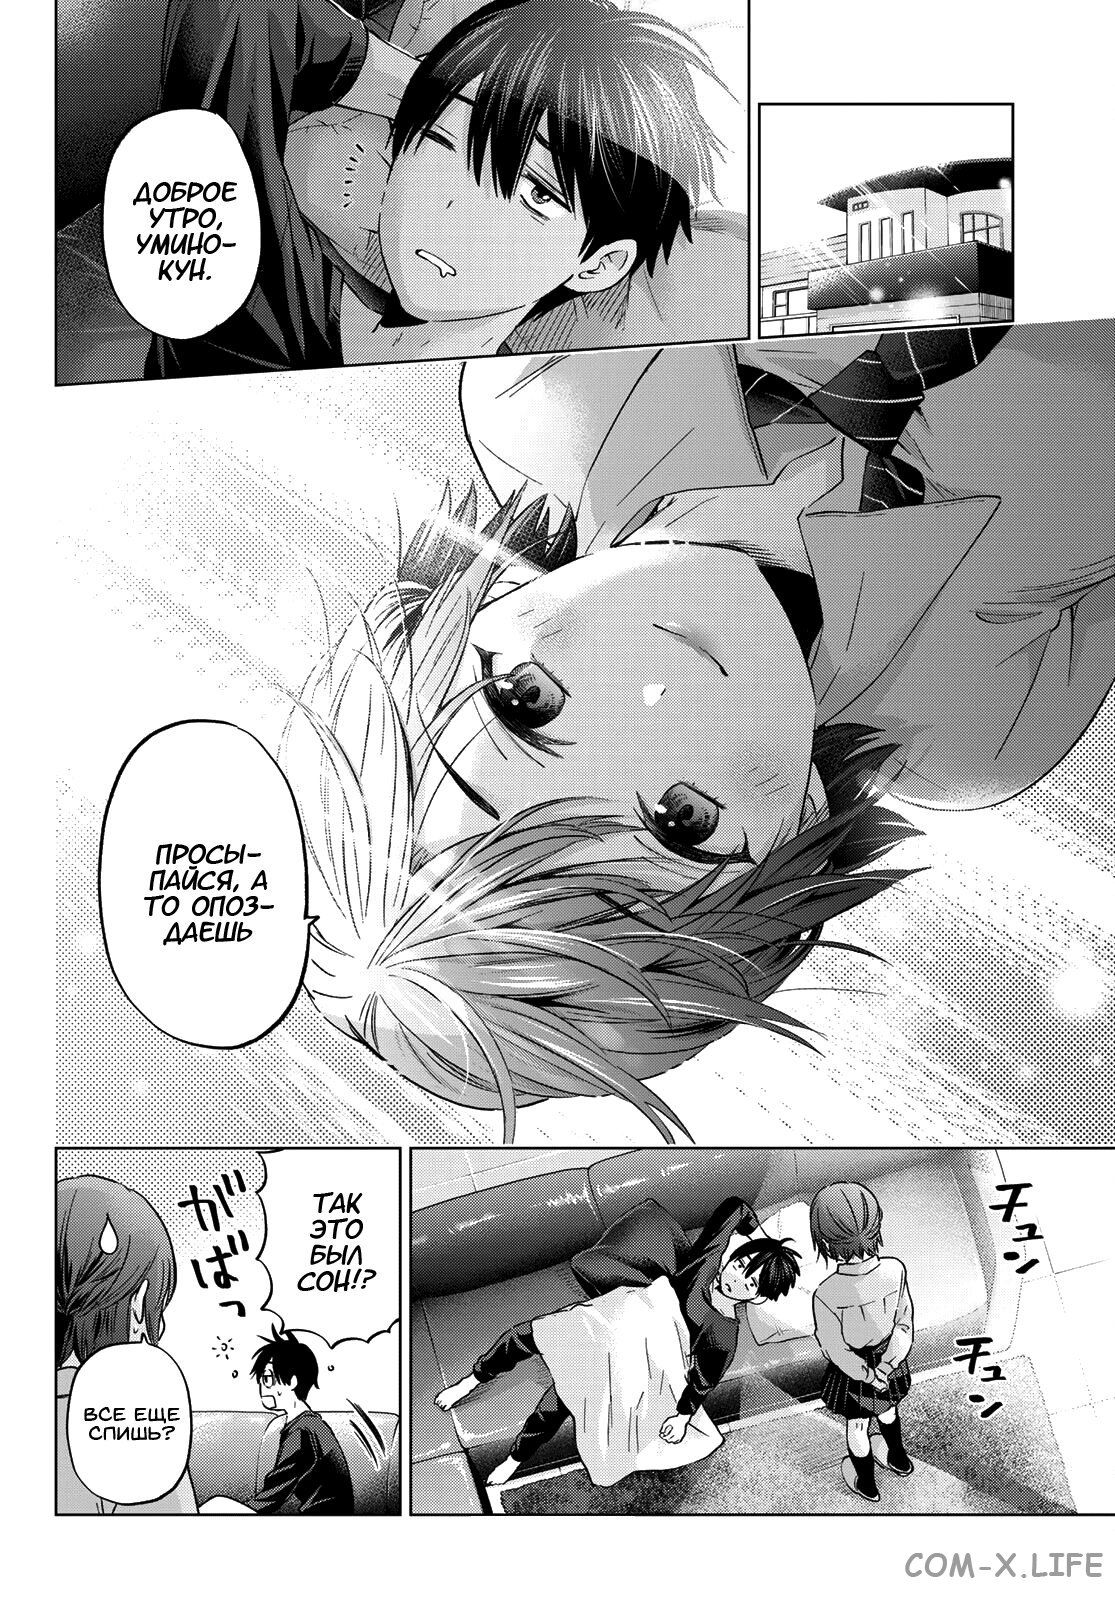 ДОБРОЕ
УТРО,
УМИНО-
КУН.
ПРОСЫ-
ПАЙСЯ, А
ТО ОПОЗ-
ДАЕШЬ
チュン
チュン
ТАК
ЭТО
БЫЛ
СОН!?
がばっ
ВСЕ ЕЩЕ
СПИШЬ?
COM-X.LIFE